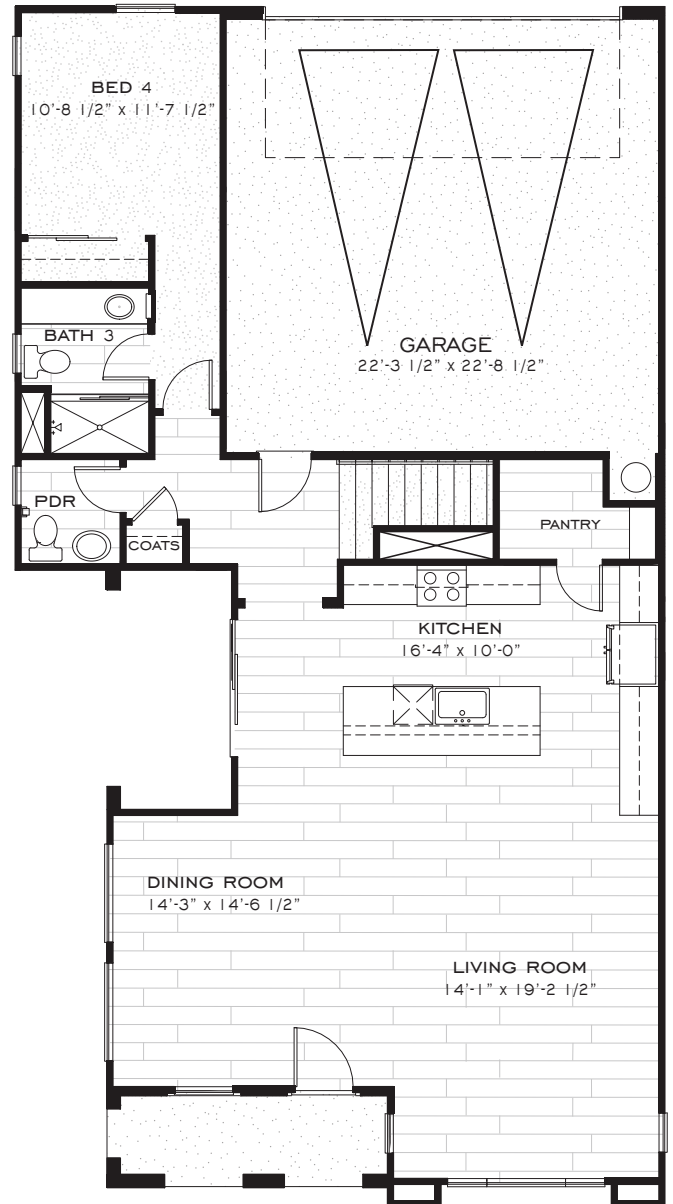 BED 4
10'-8 1/2" x 11'-7 1/2"
GARAGE
22'-3 1/2" x 22'-8 1/2"
BATH 3
PDR
COATS
PANTRY
KITCHEN
16'-4" x 10'-0"
DINING ROOM
14'-3" x 14'-6 1/2"
LIVING ROOM
14'-1" x 19'-2 1/2"